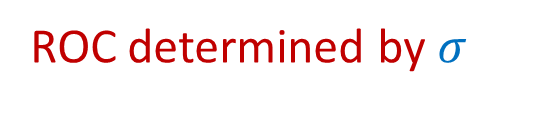 ROC determined by σ